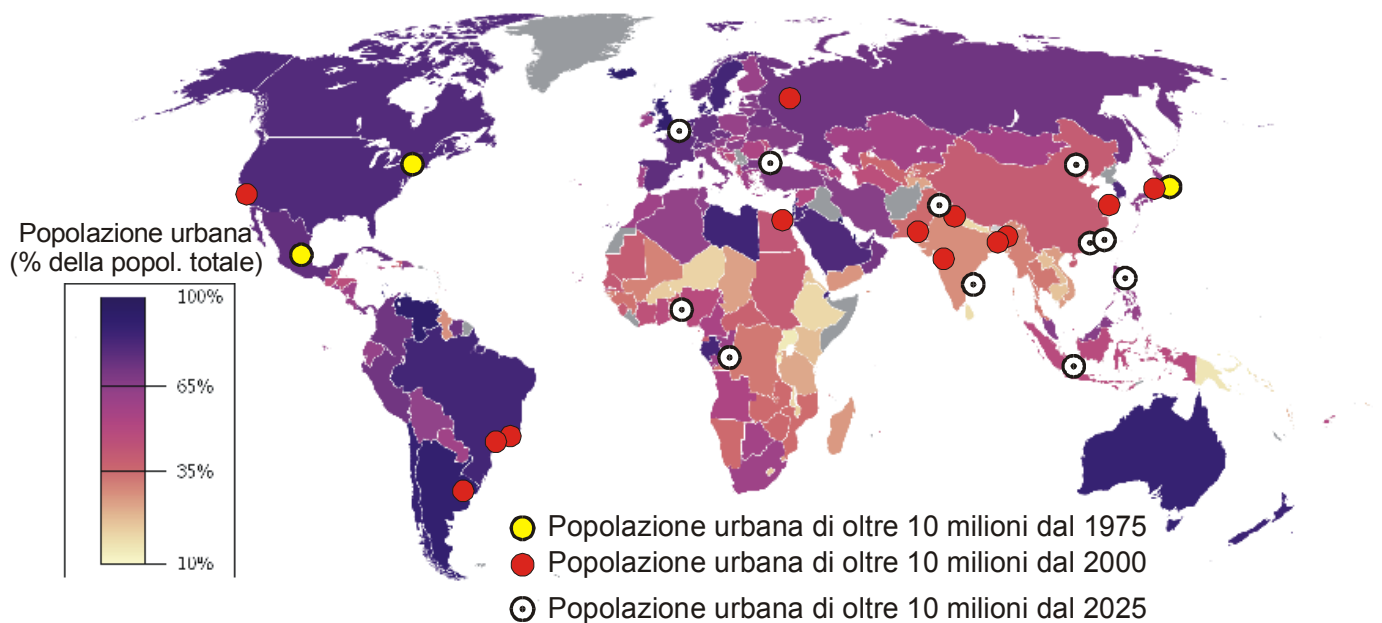 Popolazione urbana
(% della popol. totale)
100%
65%
35%
10%
Popolazione urbana di oltre 10 milioni dal 1975
Popolazione urbana di oltre 10 milioni dal 2000
Popolazione urbana di oltre 10 milioni dal 2025